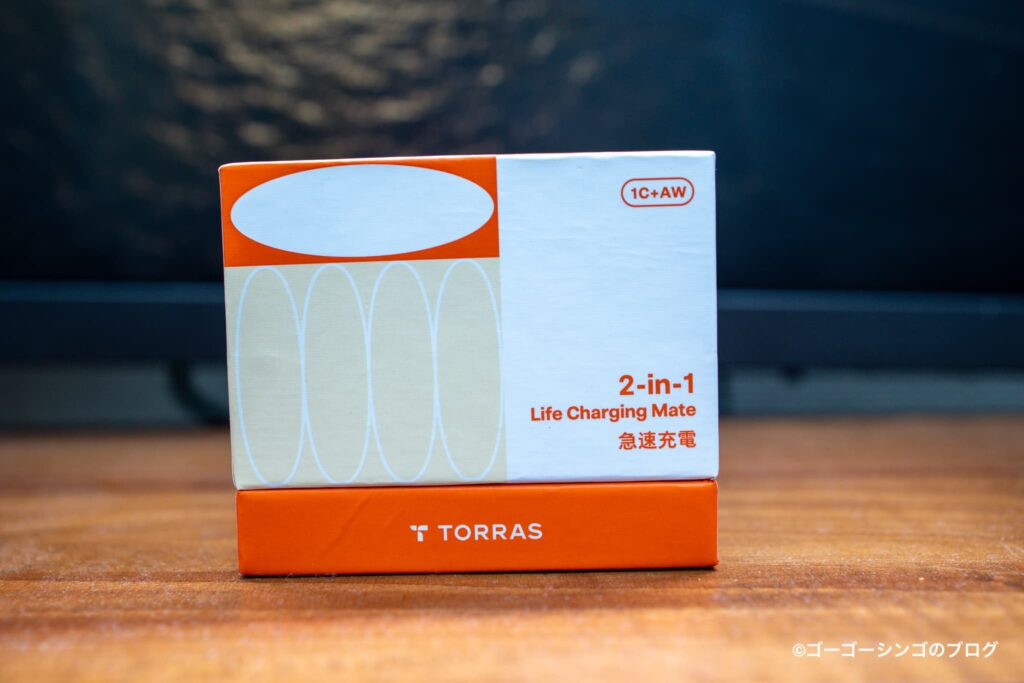 1C+AW
2-in-1
Life Charging Mate
急速充電
TORRAS
©ゴーゴーシンゴのブログ